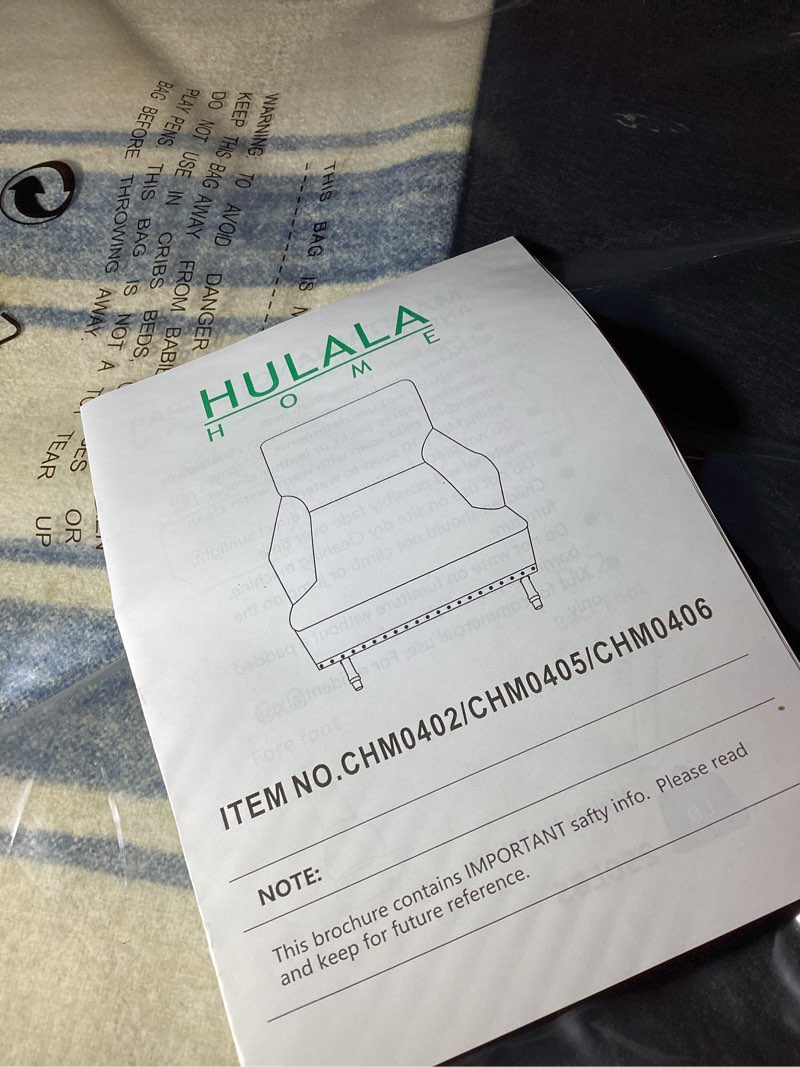 THIS BAG IS
WARNING: TO AVOID DANGER
KEEP THIS BAG AWAY FROM
DO NOT USE IN CRIBS BEDS,
PLAY PENS. THIS BAG IS NOT A
BAG BEFORE THROWING AWAY.
OR
TEAR UP
HULALA
HOME
ITEM NO.CHM0402/CHM0405/CHM0406
NOTE:
This brochure contains IMPORTANT safty info. Please read
and keep for future reference.